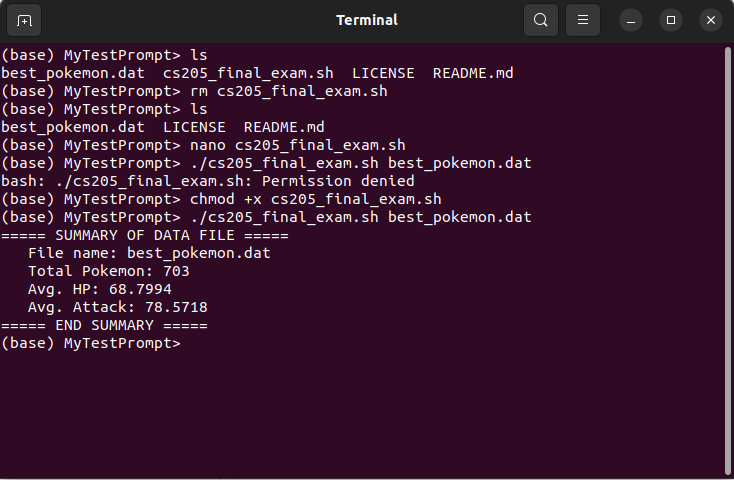 Terminal
(base) MyTestPrompt> ls
best_pokemon.dat  cs205_final_exam.sh  LICENSE  README.md
(base) MyTestPrompt> rm cs205_final_exam.sh
(base) MyTestPrompt> ls
best_pokemon.dat  LICENSE  README.md
(base) MyTestPrompt> nano cs205_final_exam.sh
(base) MyTestPrompt> ./cs205_final_exam.sh best_pokemon.dat
bash: ./cs205_final_exam.sh: Permission denied
(base) MyTestPrompt> chmod +x cs205_final_exam.sh
(base) MyTestPrompt> ./cs205_final_exam.sh best_pokemon.dat
===== SUMMARY OF DATA FILE =====
   File name: best_pokemon.dat
   Total Pokemon: 703
   Avg. HP: 68.7994
   Avg. Attack: 78.5718
===== END SUMMARY =====
(base) MyTestPrompt>